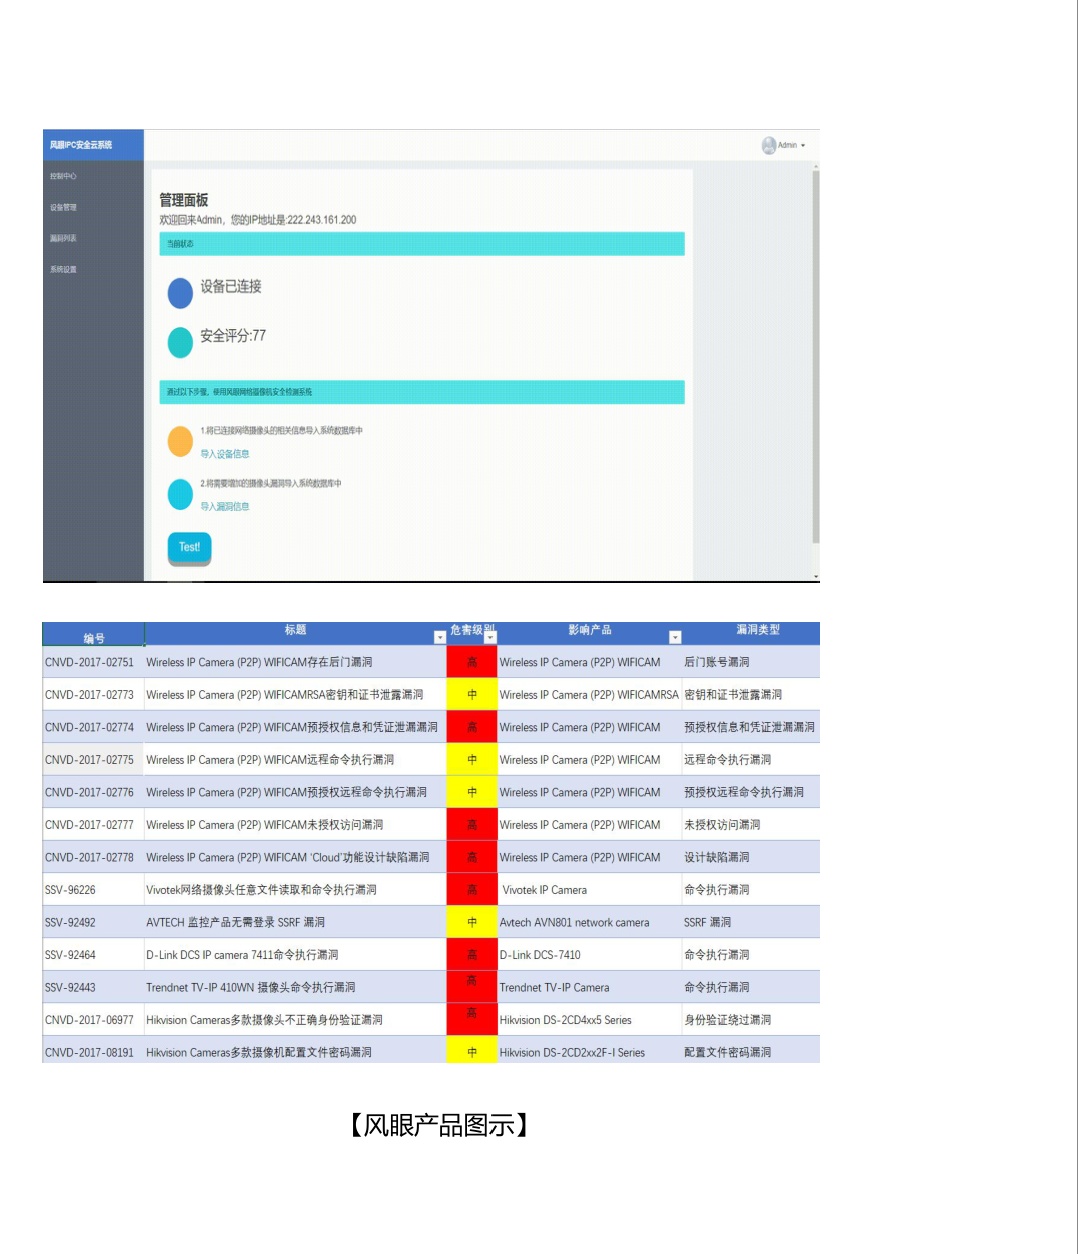 风眼IPC安全云系统
Admin
控制中心
设备管理
漏洞列表
系统设置
管理面板
欢迎回来Admin，您的IP地址是:222.243.161.200
当前状态
设备已连接
安全评分:77
通过以下步骤，使用风眼网络摄像机安全检测系统
1.将已连接网络摄像头的相关信息导入系统数据库中
导入设备信息
2.将需要增加的摄像头漏洞导入系统数据库中
导入漏洞信息
Test!
编号 标题 危害级别 影响产品 漏洞类型
CNVD-2017-02751 Wireless IP Camera (P2P) WIFICAM存在后门漏洞 高 Wireless IP Camera (P2P) WIFICAM 后门账号漏洞
CNVD-2017-02773 Wireless IP Camera (P2P) WIFICAMRSA密钥和证书泄露漏洞 中 Wireless IP Camera (P2P) WIFICAMRSA 密钥和证书泄露漏洞
CNVD-2017-02774 Wireless IP Camera (P2P) WIFICAM预授权信息和凭证泄漏漏洞 高 Wireless IP Camera (P2P) WIFICAM 预授权信息和凭证泄漏漏洞
CNVD-2017-02775 Wireless IP Camera (P2P) WIFICAM远程命令执行漏洞 中 Wireless IP Camera (P2P) WIFICAM 远程命令执行漏洞
CNVD-2017-02776 Wireless IP Camera (P2P) WIFICAM预授权远程命令执行漏洞 中 Wireless IP Camera (P2P) WIFICAM 预授权远程命令执行漏洞
CNVD-2017-02777 Wireless IP Camera (P2P) WIFICAM未授权访问漏洞 高 Wireless IP Camera (P2P) WIFICAM 未授权访问漏洞
CNVD-2017-02778 Wireless IP Camera (P2P) WIFICAM ‘Cloud’功能设计缺陷漏洞 高 Wireless IP Camera (P2P) WIFICAM 设计缺陷漏洞
SSV-96226 Vivotek网络摄像头任意文件读取和命令执行漏洞 高 Vivotek IP Camera 命令执行漏洞
SSV-92492 AVTECH 监控产品无需登录 SSRF 漏洞 中 Avtech AVN801 network camera SSRF 漏洞
SSV-92464 D-Link DCS IP camera 7411命令执行漏洞 高 D-Link DCS-7410 命令执行漏洞
SSV-92443 Trendnet TV-IP 410WN 摄像头命令执行漏洞 高 Trendnet TV-IP Camera 命令执行漏洞
CNVD-2017-06977 Hikvision Cameras多款摄像头不正确身份验证漏洞 高 Hikvision DS-2CD4xx5 Series 身份验证绕过漏洞
CNVD-2017-08191 Hikvision Cameras多款摄像机配置文件密码漏洞 中 Hikvision DS-2CD2xx2F-I Series 配置文件密码漏洞
【风眼产品图示】